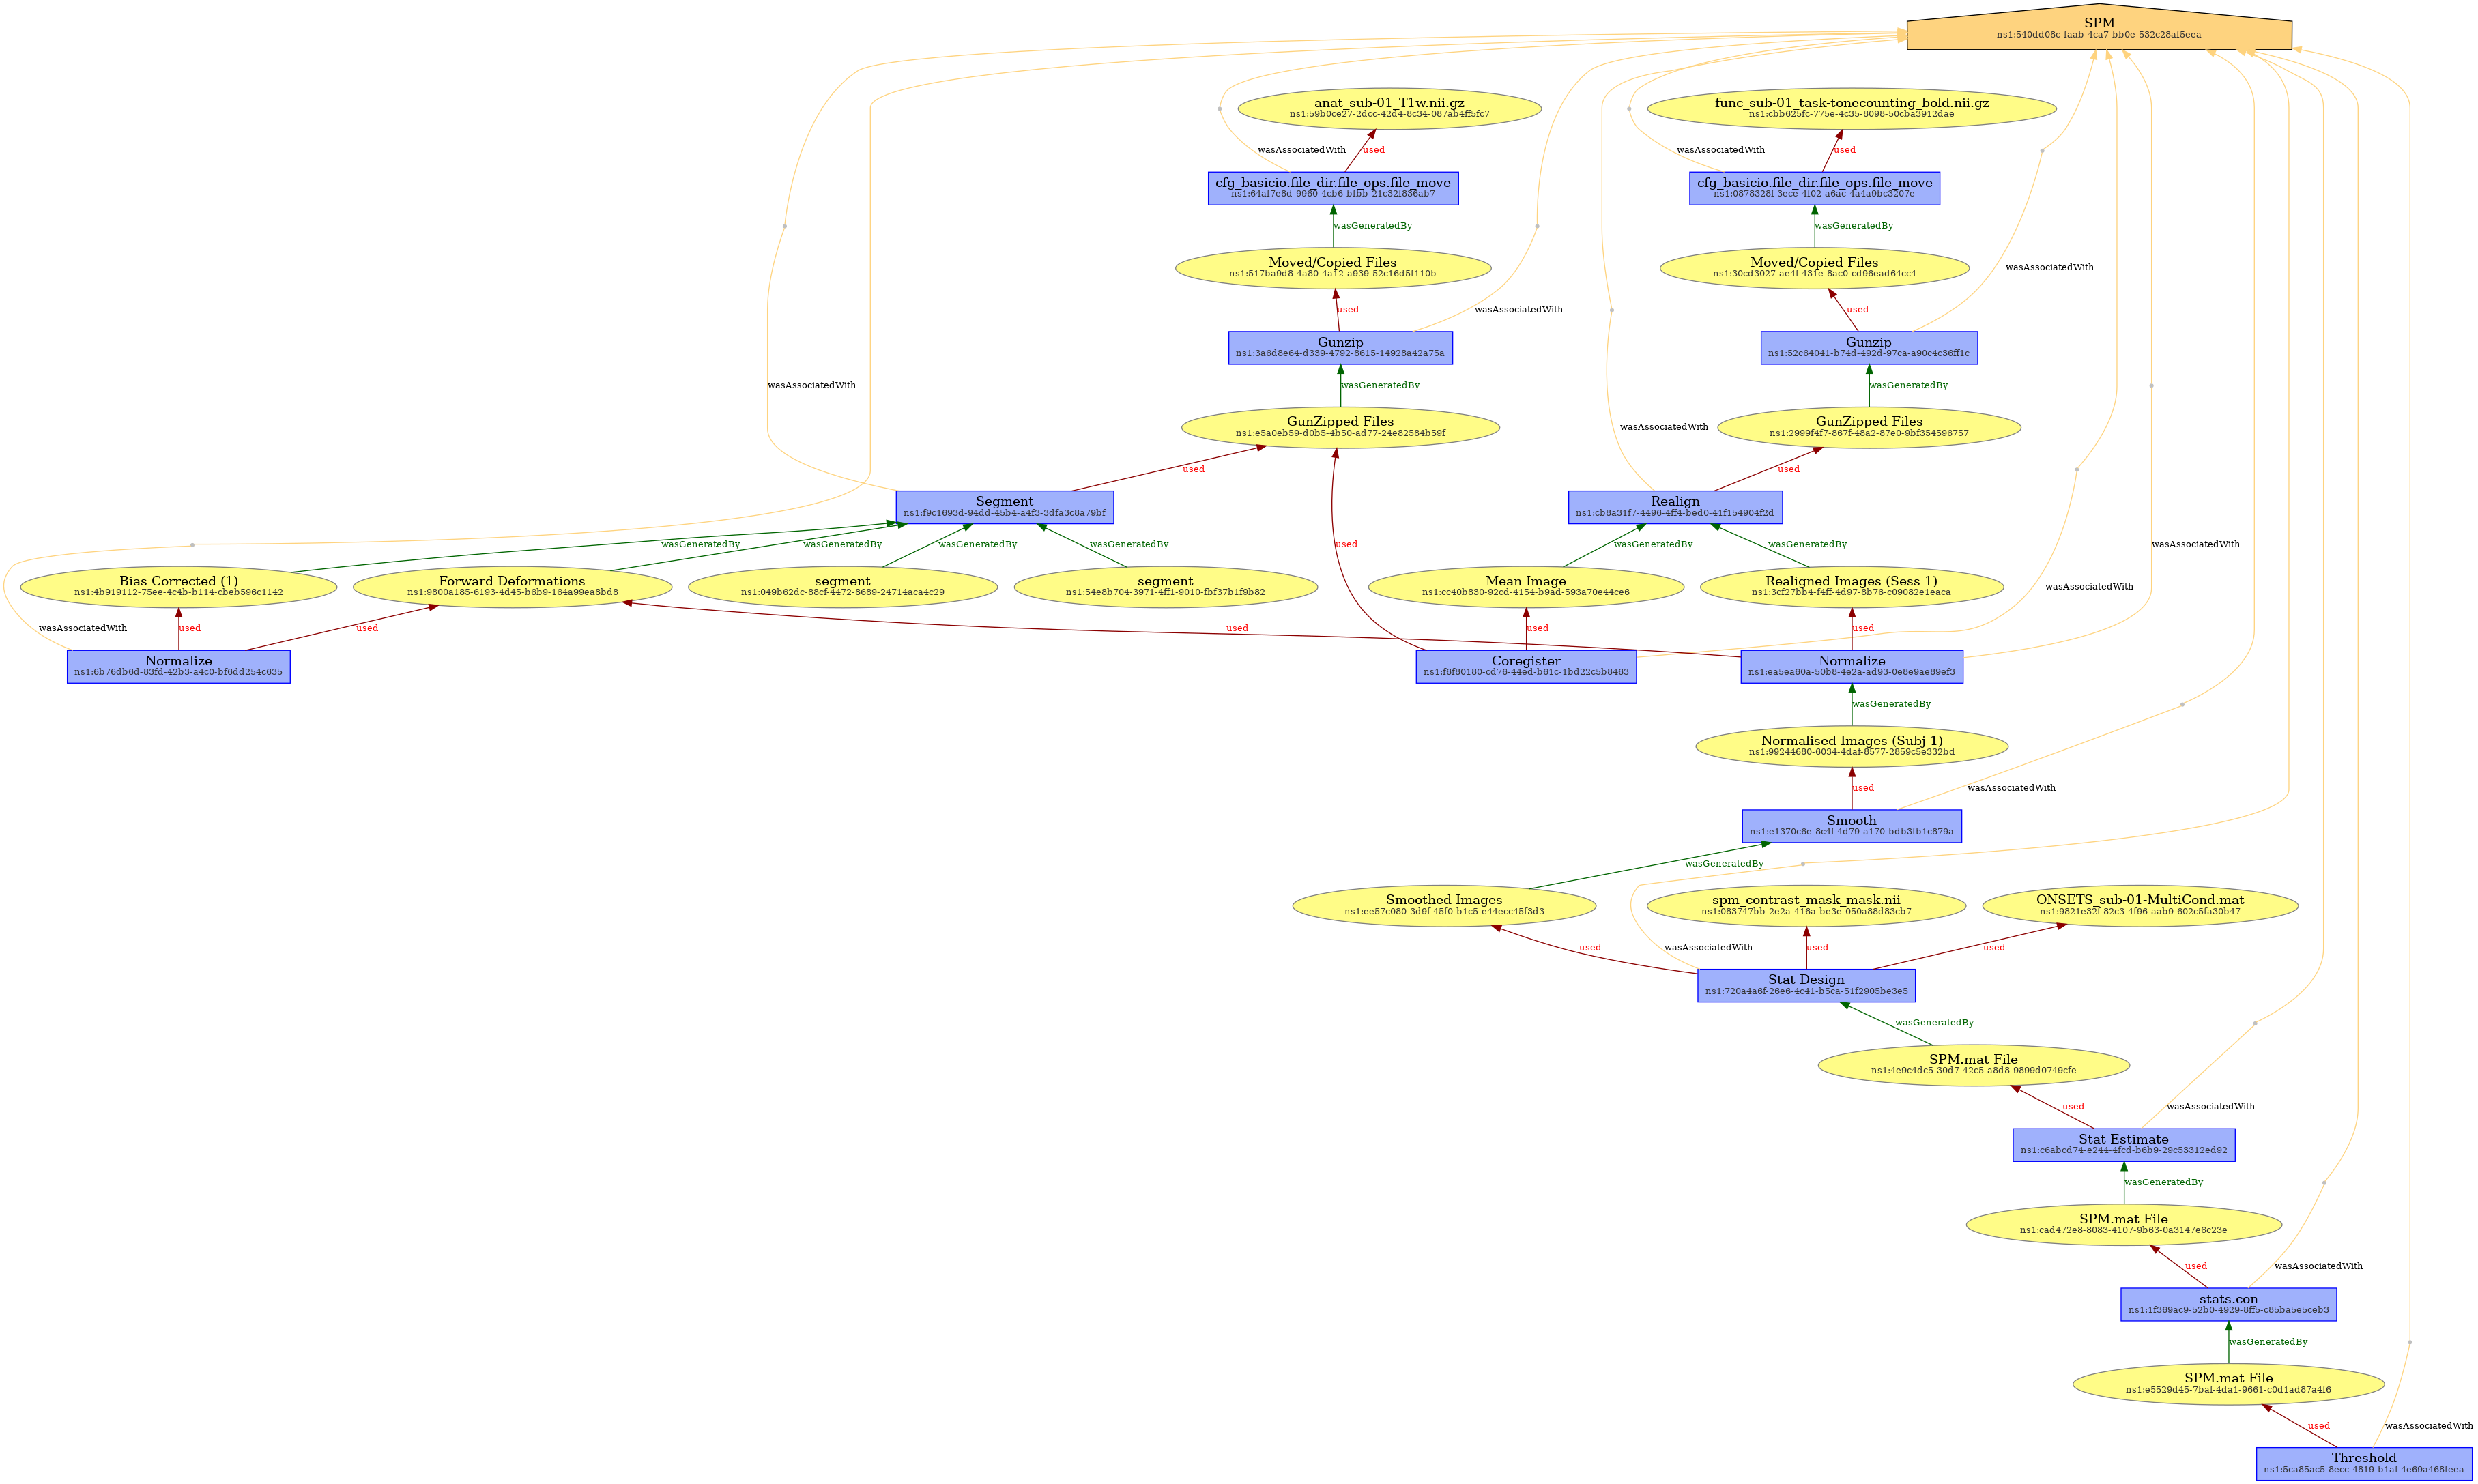 SPM
ns1:540dd08c-faab-4ca7-bb0e-532c28af5eea
anat_sub-01_T1w.nii.gz
ns1:59b0ce27-2dcc-42d4-8c34-087ab4ff5fc7
func_sub-01_task-tonecounting_bold.nii.gz
ns1:cbb625fc-775e-4c35-8098-50cba3912dae
wasAssociatedWith
used
wasAssociatedWith
used
cfg_basicio.file_dir.file_ops.file_move
ns1:64af7e8d-9960-4cb6-bfbb-21c32f836ab7
cfg_basicio.file_dir.file_ops.file_move
ns1:0878328f-3ece-4f02-a6ac-4a4a9bc3207e
wasGeneratedBy
wasGeneratedBy
Moved/Copied Files
ns1:517ba9d8-4a80-4a12-a939-52c16d5f110b
Moved/Copied Files
ns1:30cd3027-ae4f-431e-8ac0-cd96ead64cc4
wasAssociatedWith
used
wasAssociatedWith
used
Gunzip
ns1:3a6d8e64-d339-4792-8615-14928a42a75a
Gunzip
ns1:52c64041-b74d-492d-97ca-a90c4c36ff1c
wasAssociatedWith
wasGeneratedBy
wasGeneratedBy
GunZipped Files
ns1:e5a0eb59-d0b5-4b50-ad77-24e82584b59f
GunZipped Files
ns1:2999f4f7-867f-48a2-87e0-9bf354596757
wasAssociatedWith
used
used
Segment
ns1:f9c1693d-94dd-45b4-a4f3-3dfa3c8a79bf
Realign
ns1:cb8a31f7-4496-4ff4-bed0-41f154904f2d
wasGeneratedBy
wasGeneratedBy
wasGeneratedBy
wasGeneratedBy
used
wasGeneratedBy
wasGeneratedBy
wasAssociatedWith
Bias Corrected (1)
ns1:4b919112-75ee-4c4b-b114-cbeb596c1142
Forward Deformations
ns1:9800a185-6193-4d45-b6b9-164a99ea8bd8
segment
ns1:049b62dc-88cf-4472-8689-24714aca4c29
segment
ns1:54e8b704-3971-4ff1-9010-fbf37b1f9b82
Mean Image
ns1:cc40b830-92cd-4154-b9ad-593a70e44ce6
Realigned Images (Sess 1)
ns1:3cf27bb4-f4ff-4d97-8b76-c09082e1eaca
wasAssociatedWith
wasAssociatedWith
used
used
used
used
used
Normalize
ns1:6b76db6d-83fd-42b3-a4c0-bf6dd254c635
Coregister
ns1:f6f80180-cd76-44ed-b61c-1bd22c5b8463
Normalize
ns1:ea5ea60a-50b8-4e2a-ad93-0e8e9ae89ef3
wasGeneratedBy
Normalised Images (Subj 1)
ns1:99244680-6034-4daf-8577-2859c5e332bd
used
wasAssociatedWith
Smooth
ns1:e1370c6e-8c4f-4d79-a170-bdb3fb1c879a
wasGeneratedBy
Smoothed Images
ns1:ee57c080-3d9f-45f0-b1c5-e44ecc45f3d3
spm_contrast_mask_mask.nii
ns1:083747bb-2e2a-416a-be3e-050a88d83cb7
ONSETS_sub-01-MultiCond.mat
ns1:9821e32f-82c3-4f96-aab9-602c5fa30b47
used
wasAssociatedWith
used
used
Stat Design
ns1:720a4a6f-26e6-4c41-b5ca-51f2905be3e5
wasGeneratedBy
SPM.mat File
ns1:4e9c4dc5-30d7-42c5-a8d8-9899d0749cfe
used
wasAssociatedWith
Stat Estimate
ns1:c6abcd74-e244-4fcd-b6b9-29c53312ed92
wasGeneratedBy
SPM.mat File
ns1:cad472e8-8083-4107-9b63-0a3147e6c23e
used
wasAssociatedWith
stats.con
ns1:1f369ac9-52b0-4929-8ff5-c85ba5e5ceb3
wasGeneratedBy
SPM.mat File
ns1:e5529d45-7baf-4da1-9661-c0d1ad87a4f6
used
wasAssociatedWith
Threshold
ns1:5ca85ac5-8ecc-4819-b1af-4e69a468feea